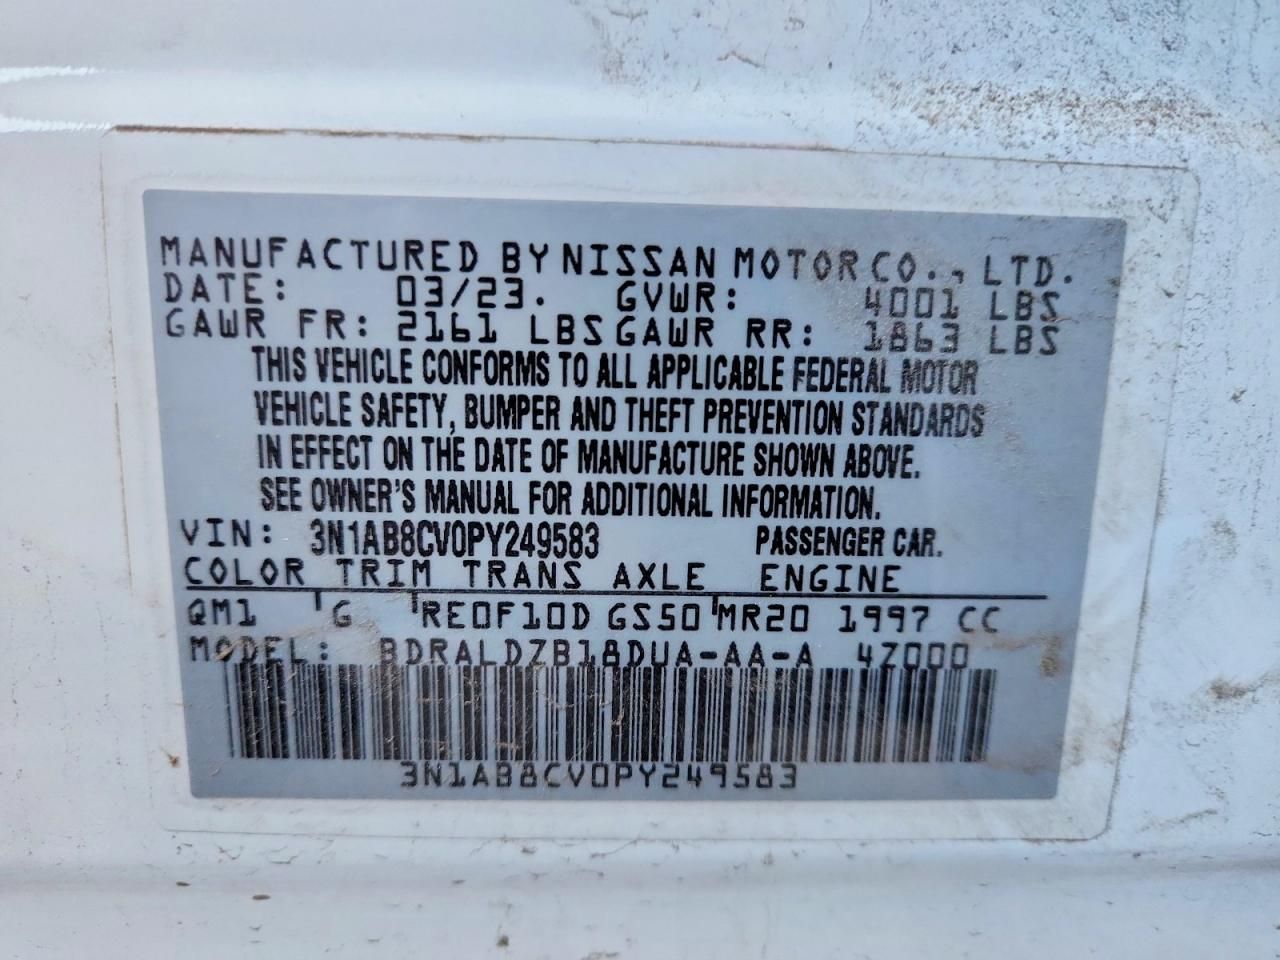 MANUFACTURED BY NISSAN MOTOR CO., LTD.
DATE: 03/23. GVWR: 4001 LBS
GAWR FR: 2161 LBS GAWR RR: 1863 LBS
THIS VEHICLE CONFORMS TO ALL APPLICABLE FEDERAL MOTOR
VEHICLE SAFETY, BUMPER AND THEFT PREVENTION STANDARDS
IN EFFECT ON THE DATE OF MANUFACTURE SHOWN ABOVE.
SEE OWNER'S MANUAL FOR ADDITIONAL INFORMATION.
VIN: 3N1AB8CV0PY249583 PASSENGER CAR.
COLOR TRIM TRANS AXLE ENGINE
QM1 G RE0F10D GS50 MR20 1997 CC
MODEL: BDRALDZB18DUA-AA-A 4Z000
3N1AB8CV0PY249583